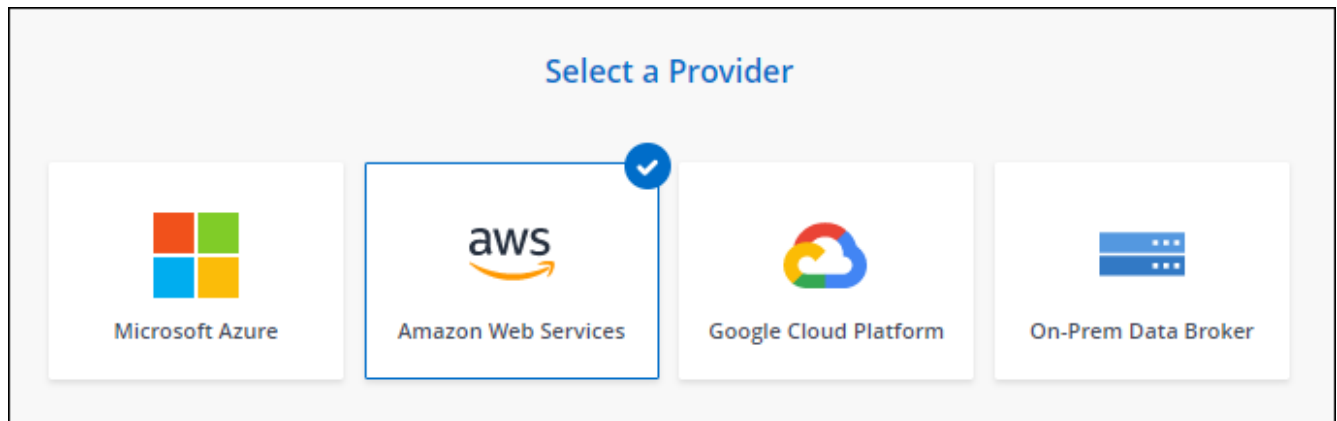 Select a Provider
aws
Microsoft Azure
Amazon Web Services
Google Cloud Platform
On-Prem Data Broker